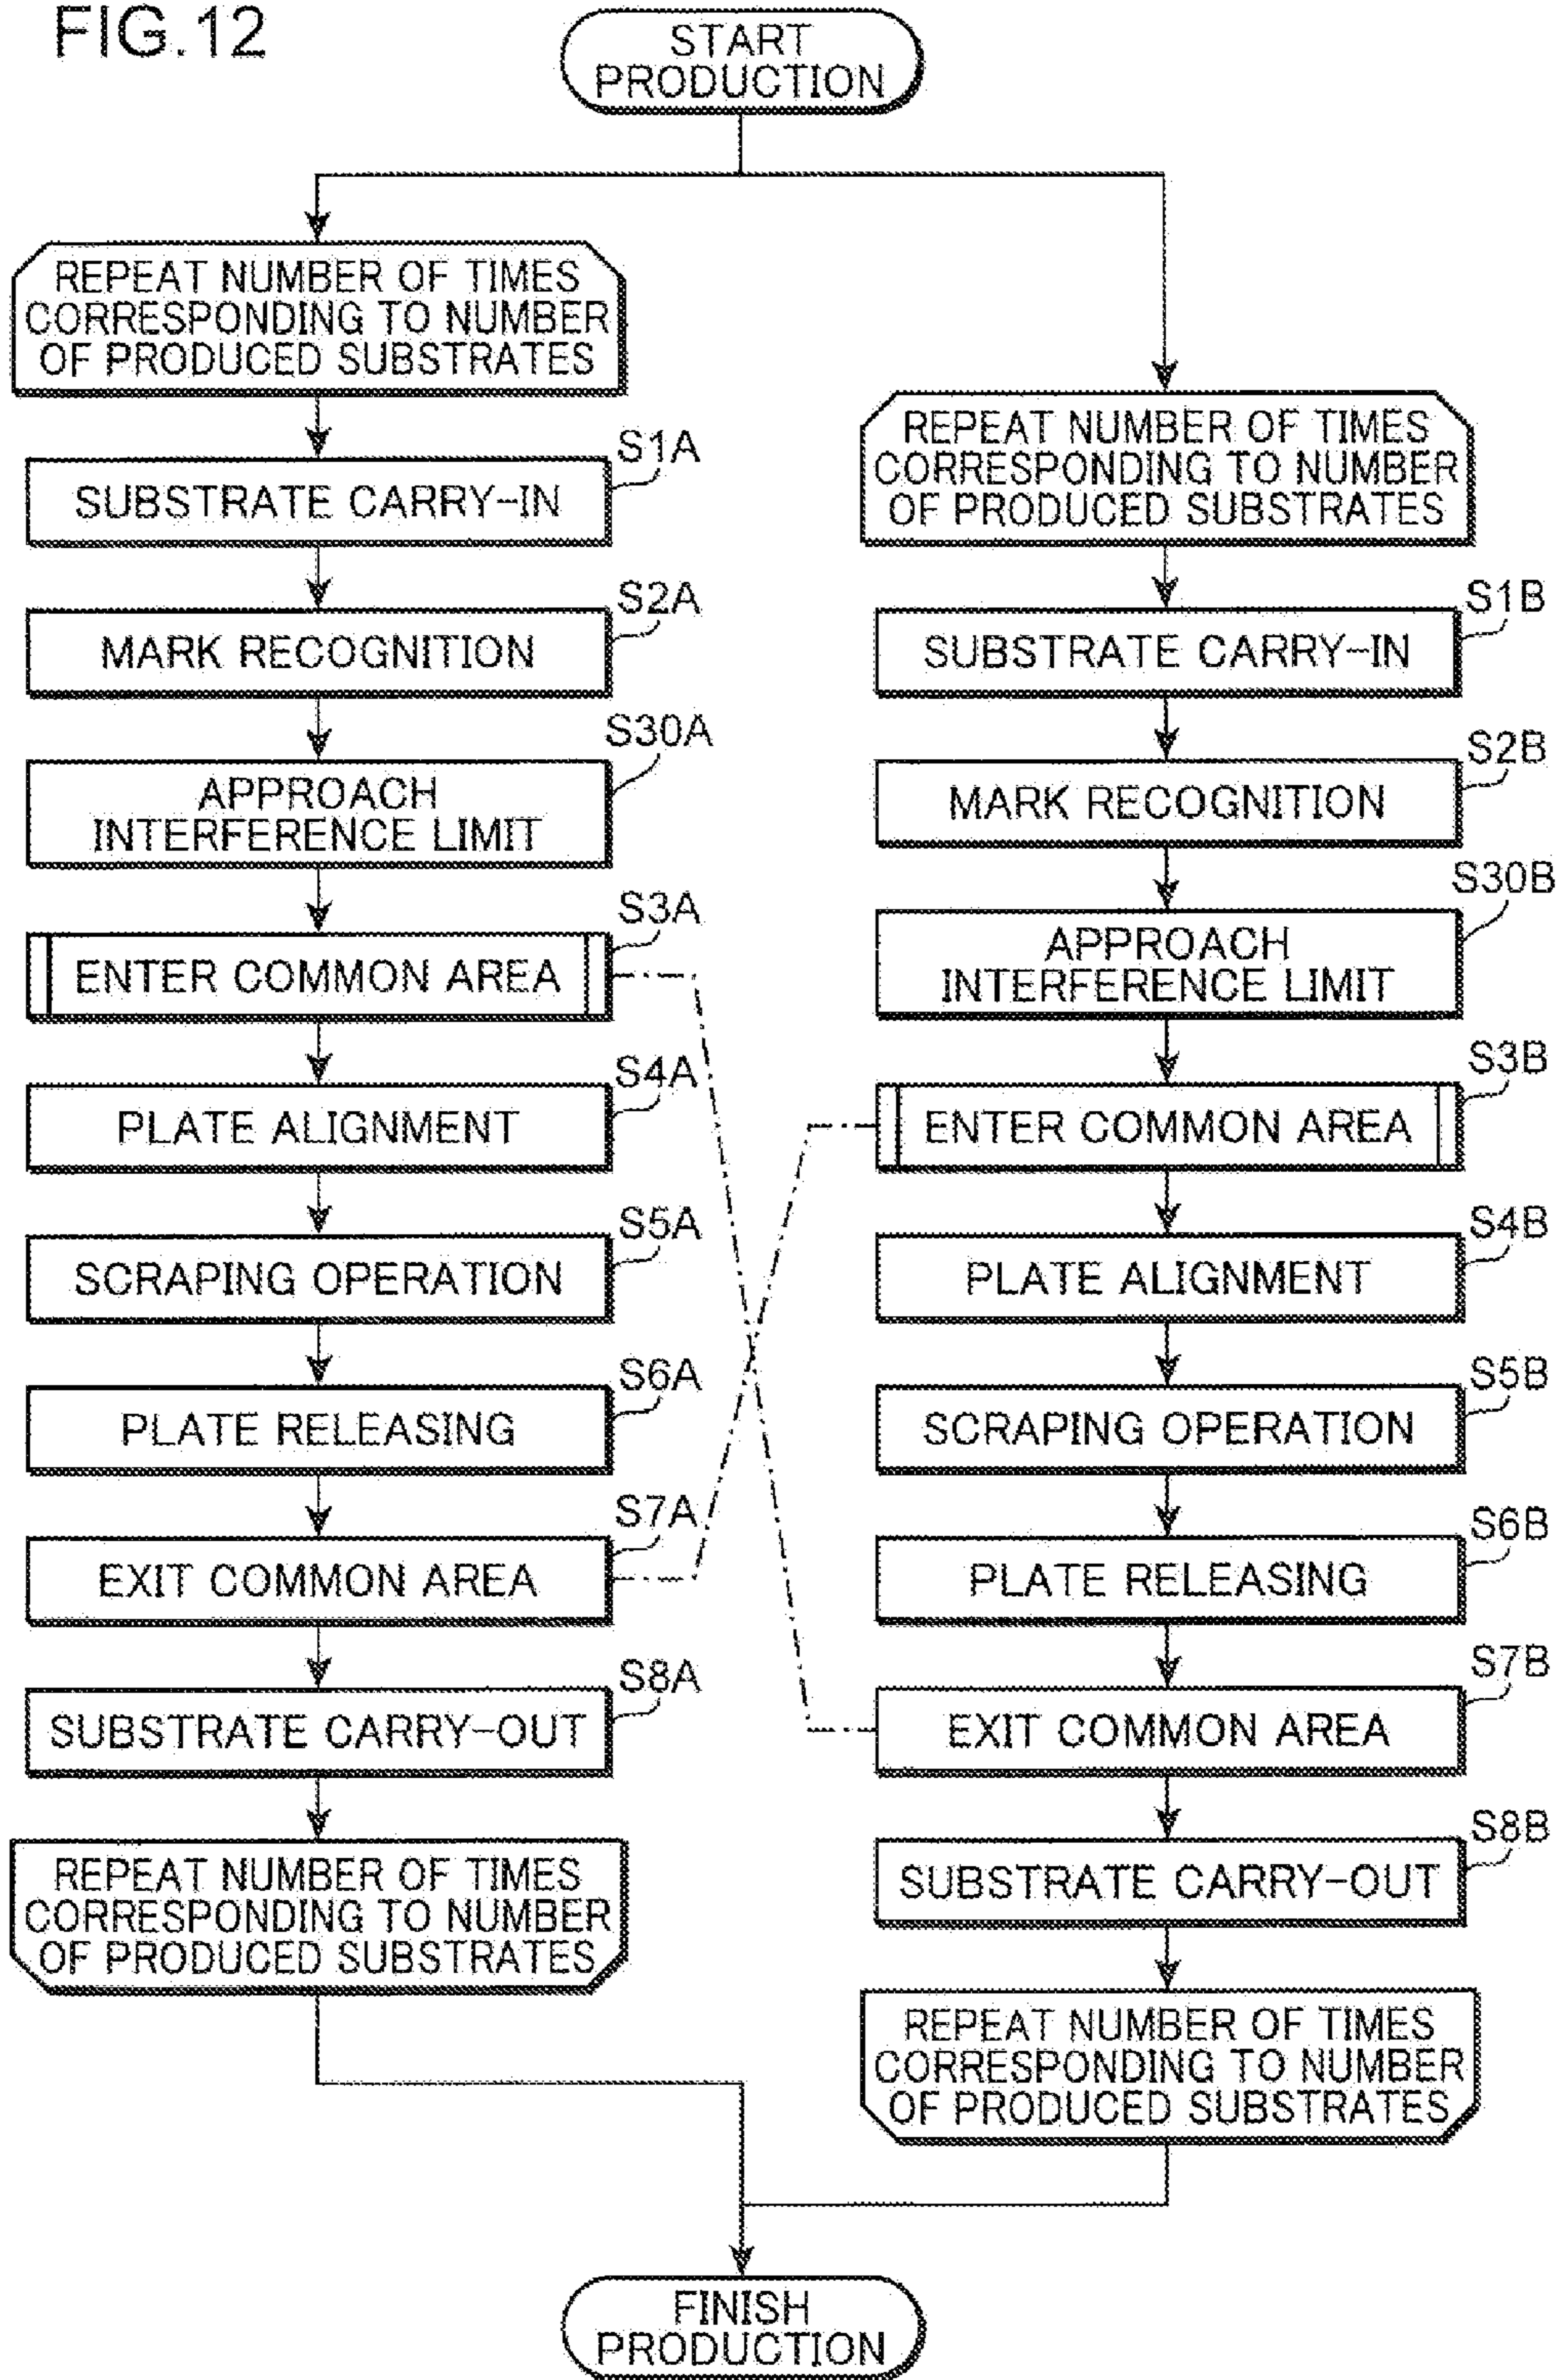 FIG.12
START
PRODUCTION
REPEAT NUMBER OF TIMES
CORRESPONDING TO NUMBER
OF PRODUCED SUBSTRATES
S1A
SUBSTRATE CARRY-IN
S2A
MARK RECOGNITION
S30A
APPROACH
INTERFERENCE LIMIT
S3A
ENTER COMMON AREA
S4A
PLATE ALIGNMENT
S5A
SCRAPING OPERATION
S6A
PLATE RELEASING
S7A
EXIT COMMON AREA
S8A
SUBSTRATE CARRY-OUT
REPEAT NUMBER OF TIMES
CORRESPONDING TO NUMBER
OF PRODUCED SUBSTRATES
REPEAT NUMBER OF TIMES
CORRESPONDING TO NUMBER
OF PRODUCED SUBSTRATES
S1B
SUBSTRATE CARRY-IN
S2B
MARK RECOGNITION
S30B
APPROACH
INTERFERENCE LIMIT
S3B
ENTER COMMON AREA
S4B
PLATE ALIGNMENT
S5B
SCRAPING OPERATION
S6B
PLATE RELEASING
S7B
EXIT COMMON AREA
S8B
SUBSTRATE CARRY-OUT
REPEAT NUMBER OF TIMES
CORRESPONDING TO NUMBER
OF PRODUCED SUBSTRATES
FINISH
PRODUCTION